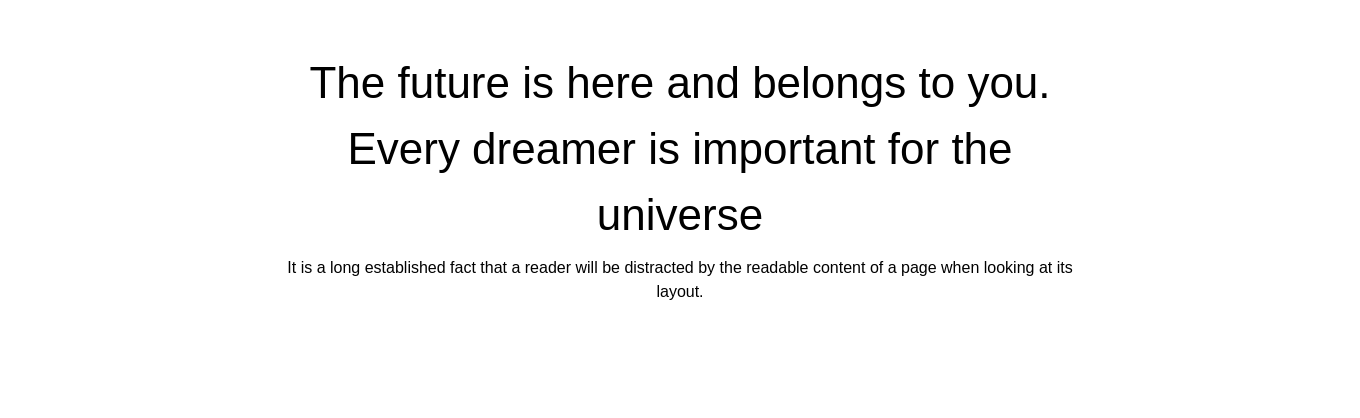 The future is here and belongs to you.
Every dreamer is important for the
universe
It is a long established fact that a reader will be distracted by the readable content of a page when looking at its
layout.